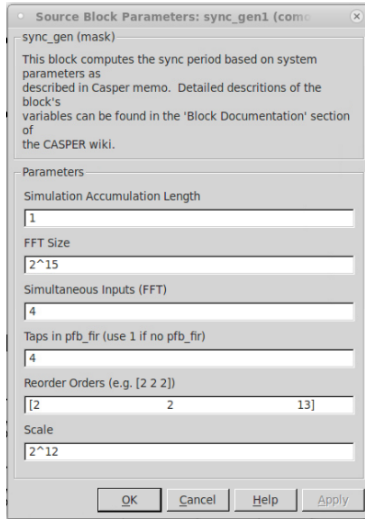 Source Block Parameters: sync_gen1 (com
sync_gen (mask)
This block computes the sync period based on system
parameters as
described in Casper memo.  Detailed descritions of the
block's
variables can be found in the 'Block Documentation' section
of
the CASPER wiki.
Parameters
Simulation Accumulation Length
1
FFT Size
2^15
Simultaneous Inputs (FFT)
4
Taps in pfb_fir (use 1 if no pfb_fir)
4
Reorder Orders (e.g. [2 2 2])
[2 2 13]
Scale
2^12
OK Cancel Help Apply